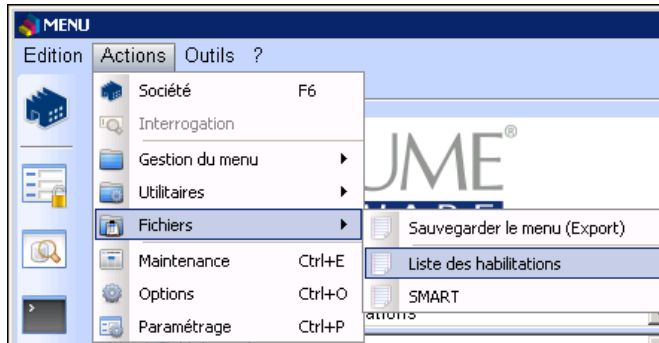 MENU
Edition Actions Outils ?
Société F6
Interrogation
Gestion du menu
UME®
Utilitaires
Fichiers
Sauvegarder le menu (Export)
Maintenance Ctrl+E
Liste des habilitations
Options Ctrl+O
SMART
Paramétrage Ctrl+P